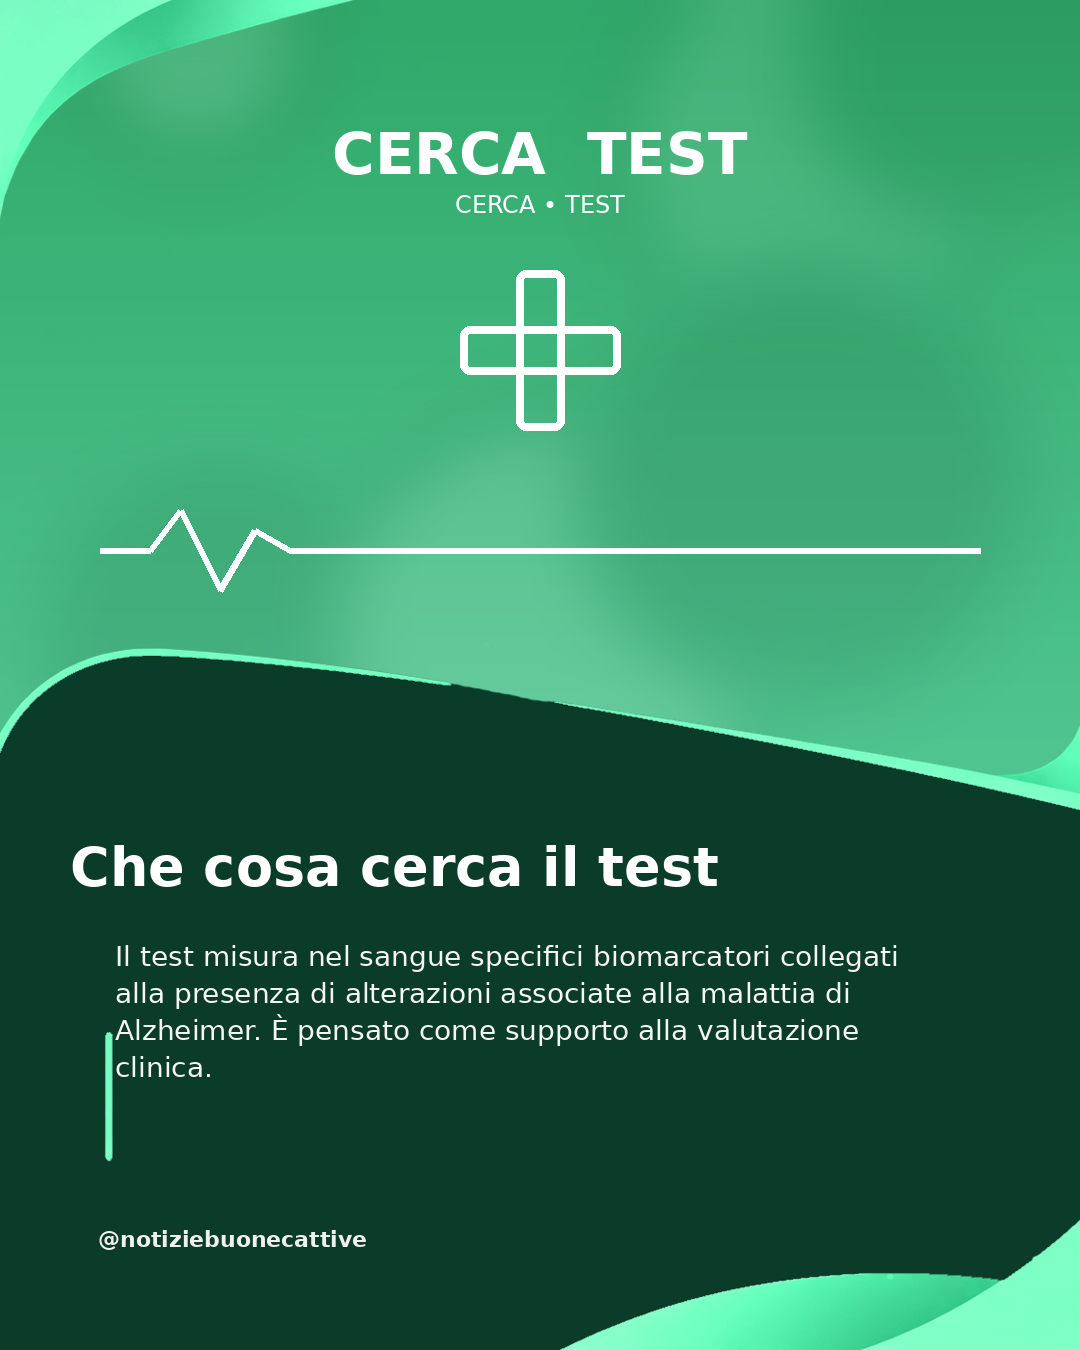 CERCA TEST
CERCA • TEST
Che cosa cerca il test
Il test misura nel sangue specifici biomarcatori collegati
alla presenza di alterazioni associate alla malattia di
Alzheimer. È pensato come supporto alla valutazione
clinica.
@notiziebuonecattive